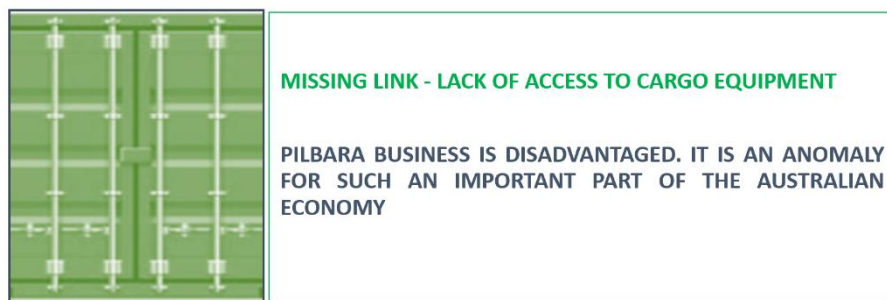 MISSING LINK - LACK OF ACCESS TO CARGO EQUIPMENT
PILBARA BUSINESS IS DISADVANTAGED. IT IS AN ANOMALY
FOR SUCH AN IMPORTANT PART OF THE AUSTRALIAN
ECONOMY